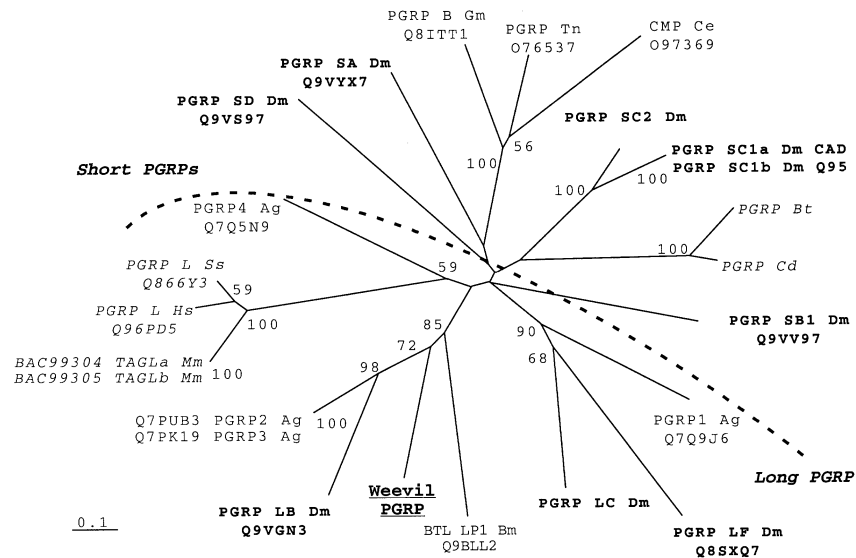 PGRP B Gm
Q8ITT1
PGRP Tn
O76537
CMP Ce
O97369
PGRP SA Dm
Q9VYX7
PGRP SD Dm
Q9VS97
PGRP SC2 Dm
56
100
PGRP SC1a Dm CAD
PGRP SC1b Dm Q95
Short PGRPs
100
100
PGRP4 Ag
Q7Q5N9
PGRP Bt
100
PGRP Cd
PGRP L Ss
Q866Y3
59
59
PGRP L Hs
Q96PD5
100
PGRP SB1 Dm
Q9VV97
85
90
72
68
BAC99304 TAGLa Mm
BAC99305 TAGLb Mm
100
98
Q7PUB3 PGRP2 Ag
Q7PK19 PGRP3 Ag
100
PGRP1 Ag
Q7Q9J6
Long PGRP
Weevil
PGRP
PGRP LC Dm
PGRP LB Dm
Q9VGN3
0.1
BTL LP1 Bm
Q9BLL2
PGRP LF Dm
Q8SXQ7